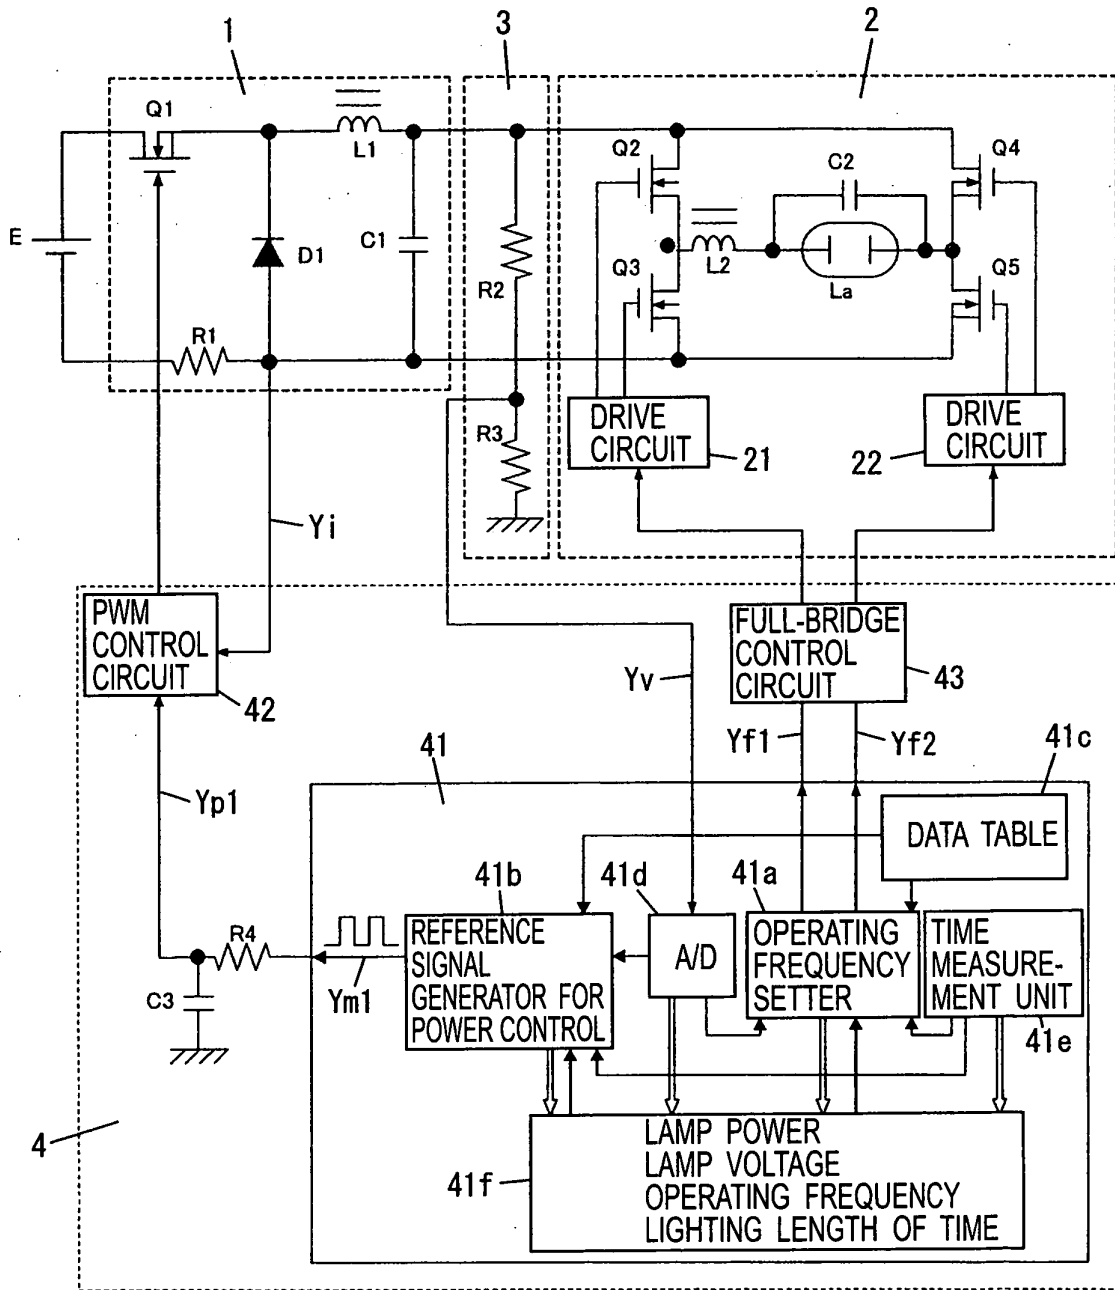 1
3
2
Q1
L1
Q2
C2
Q4
E
D1
C1
R2
Q3
L2
La
Q5
R1
R3
DRIVE
CIRCUIT
21
22
DRIVE
CIRCUIT
Yi
PWM
CONTROL
CIRCUIT
42
FULL-BRIDGE
CONTROL
CIRCUIT
43
Yv
Yf1
Yf2
41
41c
Yp1
DATA TABLE
41b
41d
41a
R4
REFERENCE
SIGNAL
GENERATOR FOR
POWER CONTROL
A/D
OPERATING
FREQUENCY
SETTER
TIME
MEASURE-
MENT UNIT
C3
Ym1
41e
4
LAMP POWER
LAMP VOLTAGE
OPERATING FREQUENCY
LIGHTING LENGTH OF TIME
41f